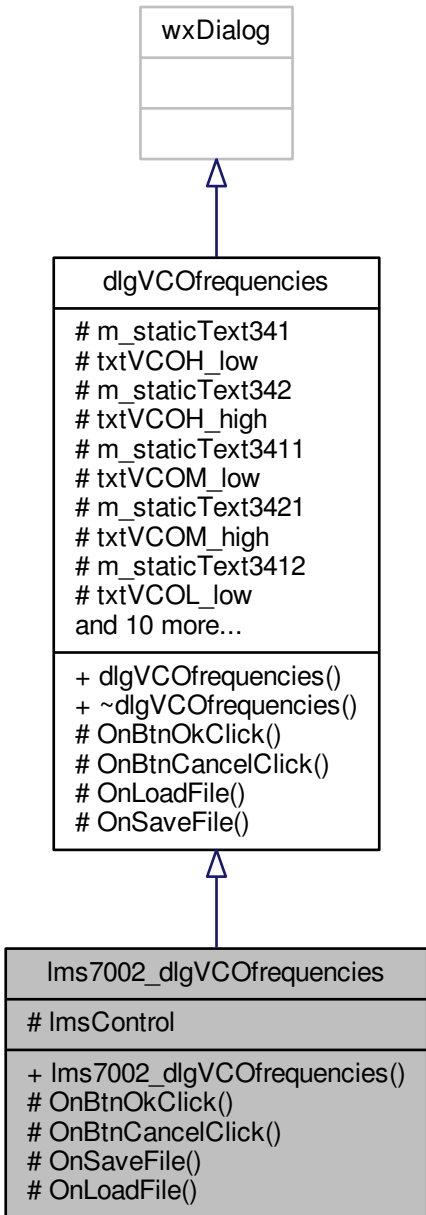 wxDialog
dlgVCOfrequencies
# m_staticText341
# txtVCOH_low
# m_staticText342
# txtVCOH_high
# m_staticText3411
# txtVCOM_low
# m_staticText3421
# txtVCOM_high
# m_staticText3412
# txtVCOL_low
and 10 more...
+ dlgVCOfrequencies()
+ ~dlgVCOfrequencies()
# OnBtnOkClick()
# OnBtnCancelClick()
# OnLoadFile()
# OnSaveFile()
lms7002_dlgVCOfrequencies
# lmsControl
+ lms7002_dlgVCOfrequencies()
# OnBtnOkClick()
# OnBtnCancelClick()
# OnSaveFile()
# OnLoadFile()